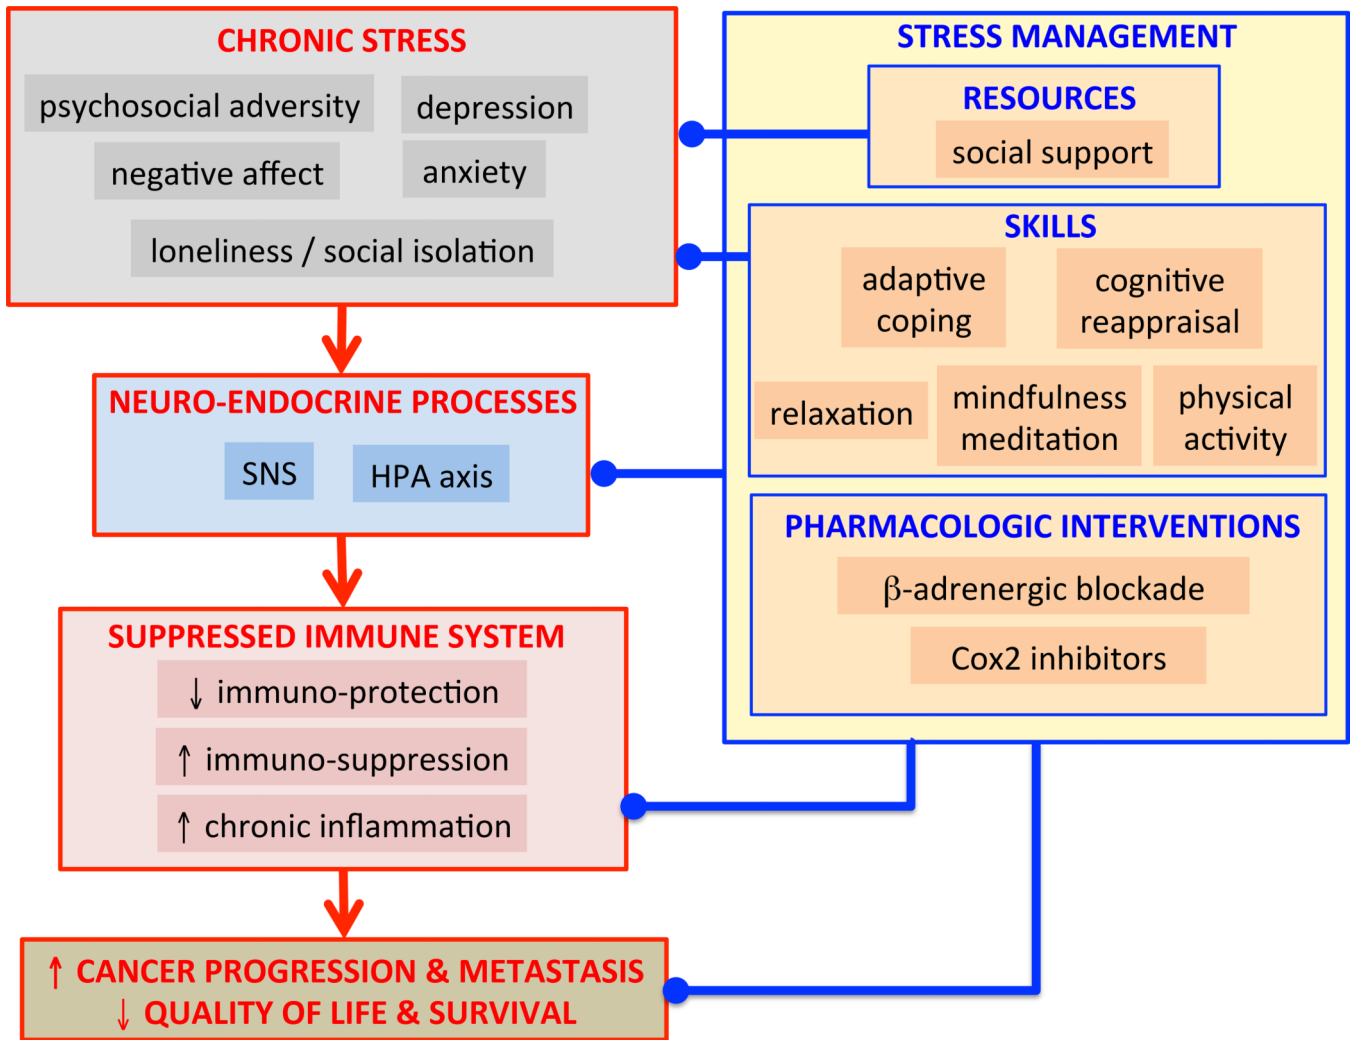 CHRONIC STRESS
psychosocial adversity
depression
negative affect
anxiety
loneliness / social isolation
NEURO-ENDOCRINE PROCESSES
SNS
HPA axis
SUPPRESSED IMMUNE SYSTEM
↓ immuno-protection
↑ immuno-suppression
↑ chronic inflammation
↑ CANCER PROGRESSION & METASTASIS
↓ QUALITY OF LIFE & SURVIVAL
STRESS MANAGEMENT
RESOURCES
social support
SKILLS
adaptive
coping
cognitive
reappraisal
relaxation
mindfulness
meditation
physical
activity
PHARMACOLOGIC INTERVENTIONS
β-adrenergic blockade
Cox2 inhibitors